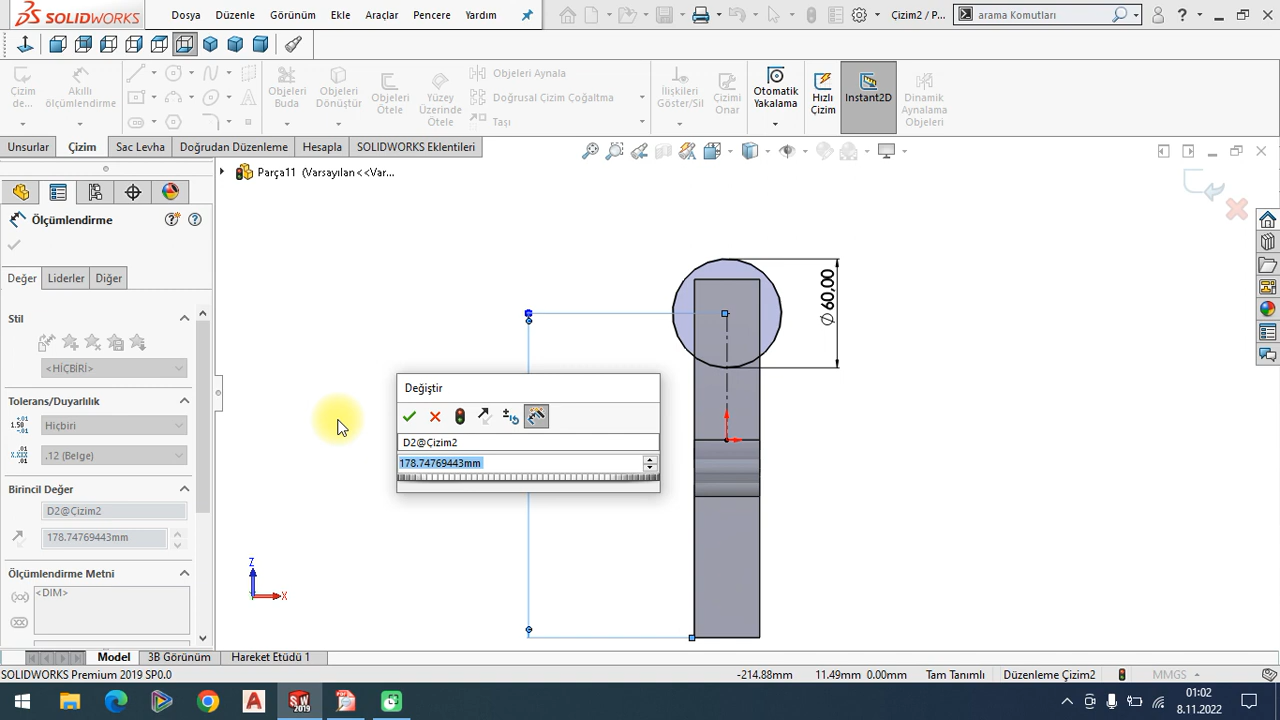 SOLIDWORKS Dosya Düzenle Görünüm Ekle Araçlar Pencere Yardım Çizim2 / P... arama Komutları
Çizim de... Akıllı ölçümlendirme Objeleri Buda Objeleri Dönüştür Objeleri Ötele Yüzey Üzerinde Ötele Objeleri Aynala Doğrusal Çizim Çoğaltma Taşı İlişkileri Göster/Sil Çizimi Onar Otomatik Yakalama Hızlı Çizim Instant2D Dinamik Aynalama Objeleri
Unsurlar Çizim Sac Levha Doğrudan Düzenleme Hesapla SOLIDWORKS Eklentileri
Parça11 (Varsayılan<<Var...
Ölçümlendirme
Değer Liderler Diğer
Stil
<HİÇBİRİ>
Tolerans/Duyarlılık
Hiçbiri
.12 (Belge)
Birincil Değer
D2@Çizim2
178.74769443mm
Ölçümlendirme Metni
<DIM>
Ø 60,00
Değiştir
D2@Çizim2
178.74769443mm
Z
X
Model 3B Görünüm Hareket Etüdü 1
SOLIDWORKS Premium 2019 SP0.0 -214.88mm 11.49mm 0.00mm Tam Tanımlı Düzenleme Çizim2 MMGS
01:02
8.11.2022